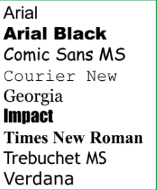 Arial
Arial Black
Comic Sans MS
Courier New
Georgia
Impact
Times New Roman
Trebuchet MS
Verdana